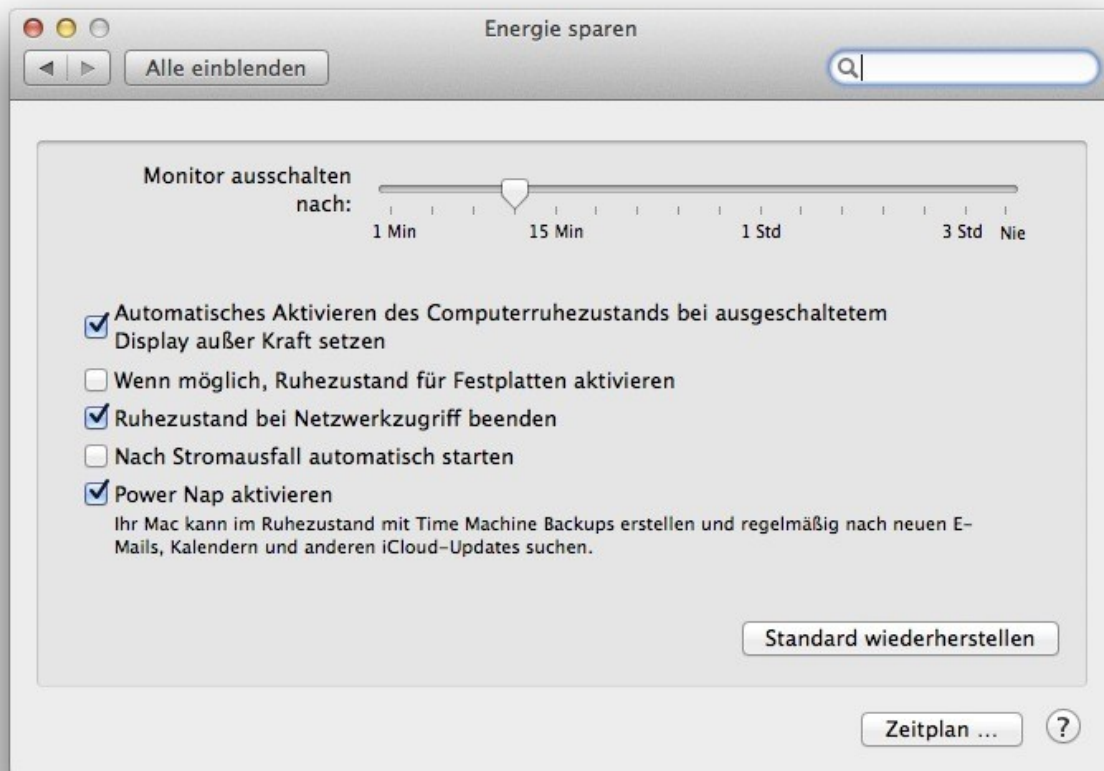 Energie sparen
Alle einblenden
Monitor ausschalten
nach:
1 Min 15 Min 1 Std 3 Std Nie
Automatisches Aktivieren des Computerruhezustands bei ausgeschaltetem
Display außer Kraft setzen
Wenn möglich, Ruhezustand für Festplatten aktivieren
Ruhezustand bei Netzwerkzugriff beenden
Nach Stromausfall automatisch starten
Power Nap aktivieren
Ihr Mac kann im Ruhezustand mit Time Machine Backups erstellen und regelmäßig nach neuen E-
Mails, Kalendern und anderen iCloud-Updates suchen.
Standard wiederherstellen
Zeitplan ... ?